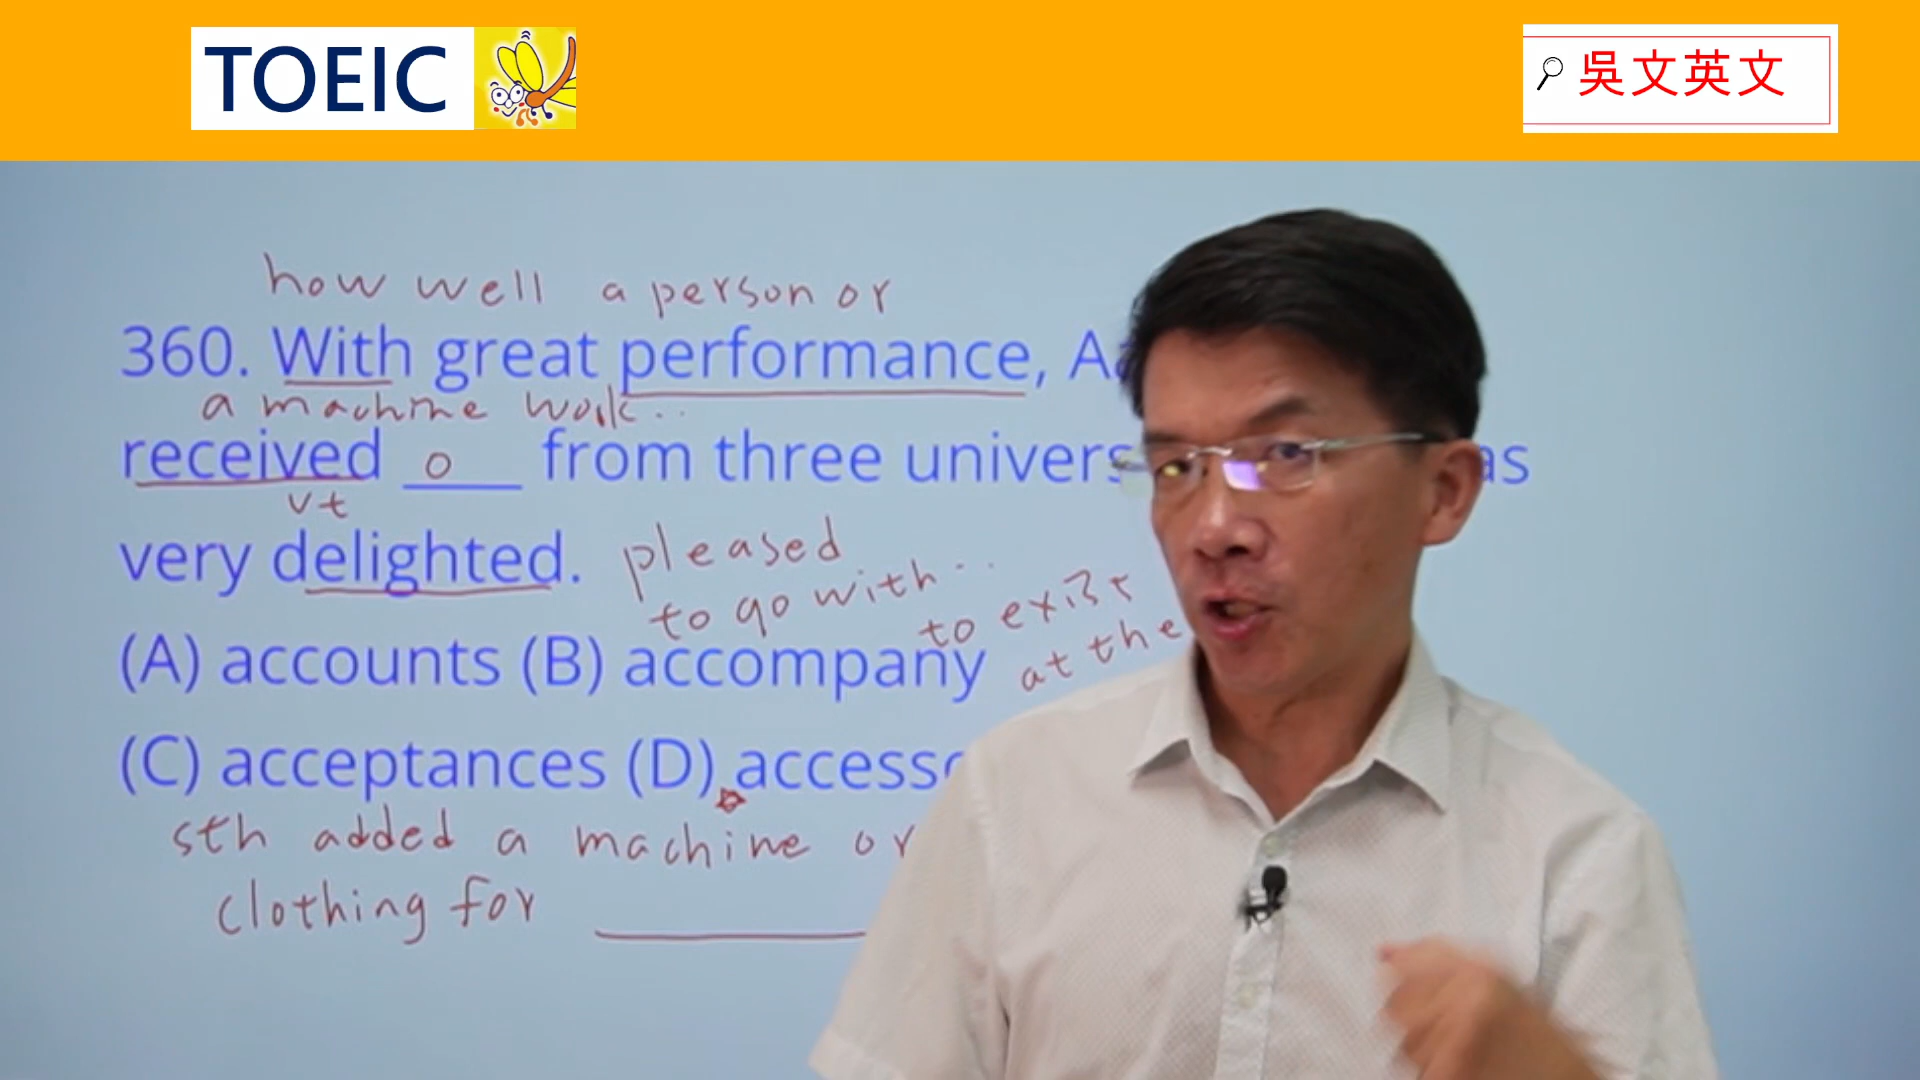 TOEIC
吳文英文
how well a person or
360. With great performance,
a machine work..
received o from three as
vt
very delighted. pleased
to go with...
to exist
at the
(A) accounts (B) accompany
(C) acceptances (D)
sth added a machine or
clothing for